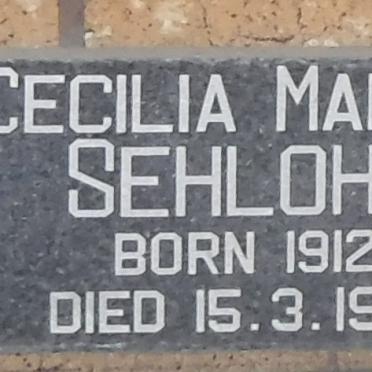 CECILIA MA
SEHLOH
BORN 1912
DIED 15.3.19